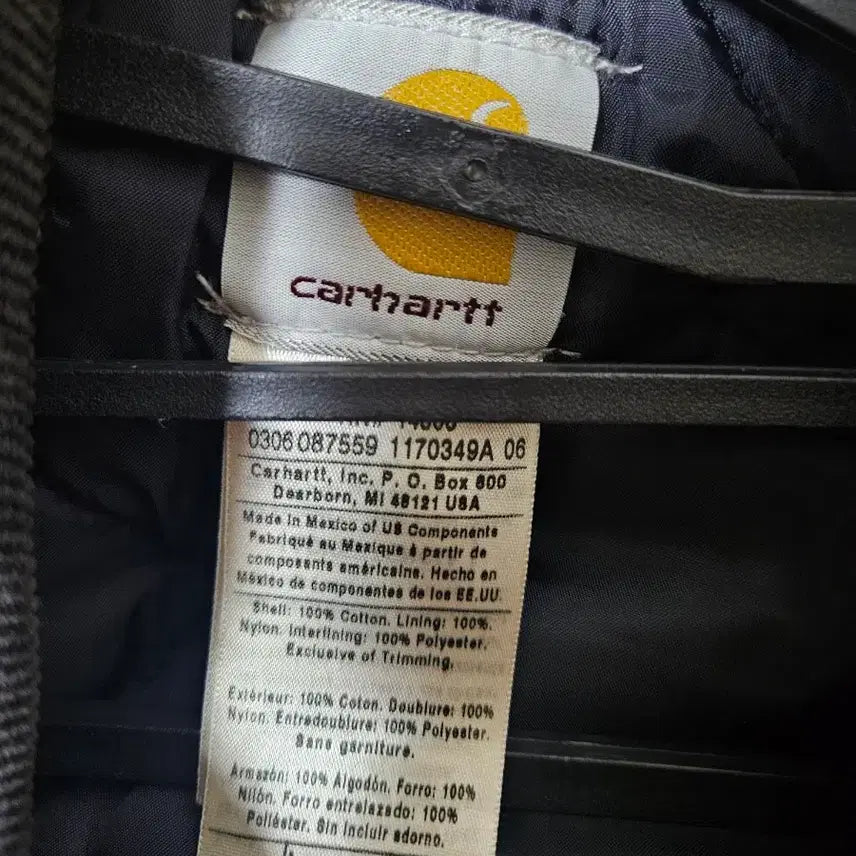 carhartt
0306 087559 1170349A 06
Carhartt, Inc. P. O. Box 600
Dearborn, MI 48121 USA
Made in Mexico of US Components
Fabriqué au Mexique à partir de
composants américains. Hecho en
México de componentes de los EE.UU.
Shell: 100% Cotton. Lining: 100%.
Nylon. Interlining: 100% Polyester.
Exclusive of Trimming.
Extérieur: 100% Coton. Doublure: 100%
Nylon. Entredoublure: 100% Polyester.
Sans garniture.
Armazón: 100% Algodón. Forro: 100%
Nilón. Forro entrelazado: 100%
Poliéster. Sin incluir adorno.